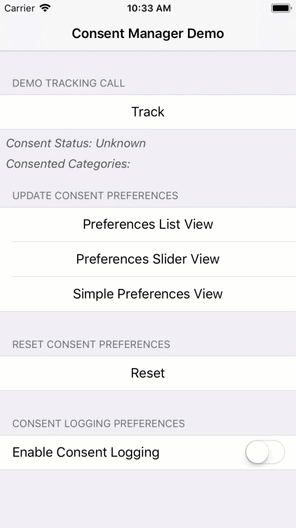 Carrier 10:33 AM
Consent Manager Demo
DEMO TRACKING CALL
Track
Consent Status: Unknown
Consented Categories:
UPDATE CONSENT PREFERENCES
Preferences List View
Preferences Slider View
Simple Preferences View
RESET CONSENT PREFERENCES
Reset
CONSENT LOGGING PREFERENCES
Enable Consent Logging